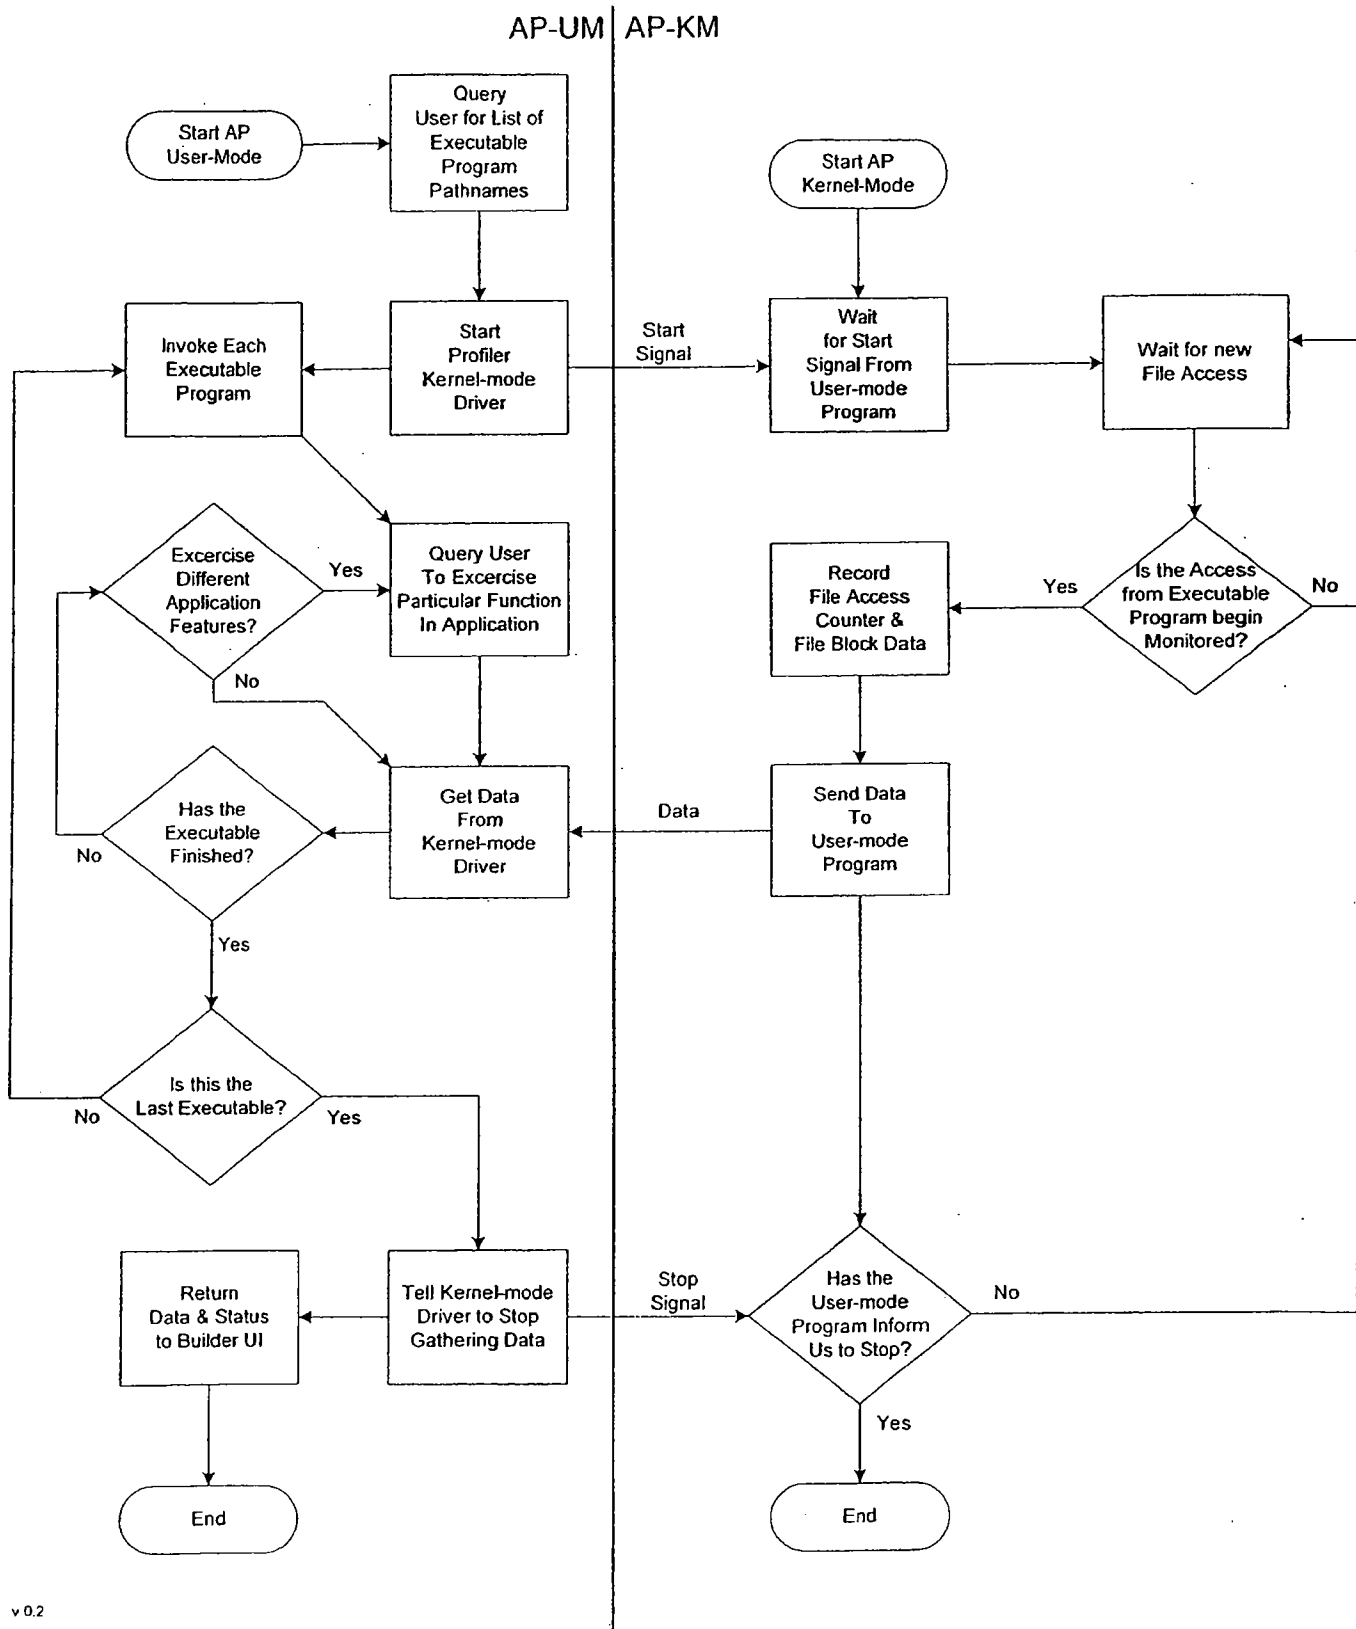 AP-UM
AP-KM
Start AP
User-Mode
Query
User for List of
Executable
Program
Pathnames
Start AP
Kernel-Mode
Invoke Each
Executable
Program
Start
Profiler
Kernel-mode
Driver
Start
Signal
Wait
for Start
Signal From
User-mode
Program
Wait for new
File Access
Excercise
Different
Application
Features?
Yes
No
Query User
To Excercise
Particular Function
In Application
Record
File Access
Counter &
File Block Data
Yes
Is the Access
from Executable
Program begin
Monitored?
No
Has the
Executable
Finished?
No
Yes
Get Data
From
Kernel-mode
Driver
Data
Send Data
To
User-mode
Program
Is this the
Last Executable?
No
Yes
Return
Data & Status
to Builder UI
Tell Kernel-mode
Driver to Stop
Gathering Data
Stop
Signal
Has the
User-mode
Program Inform
Us to Stop?
No
Yes
End
End
v 0.2